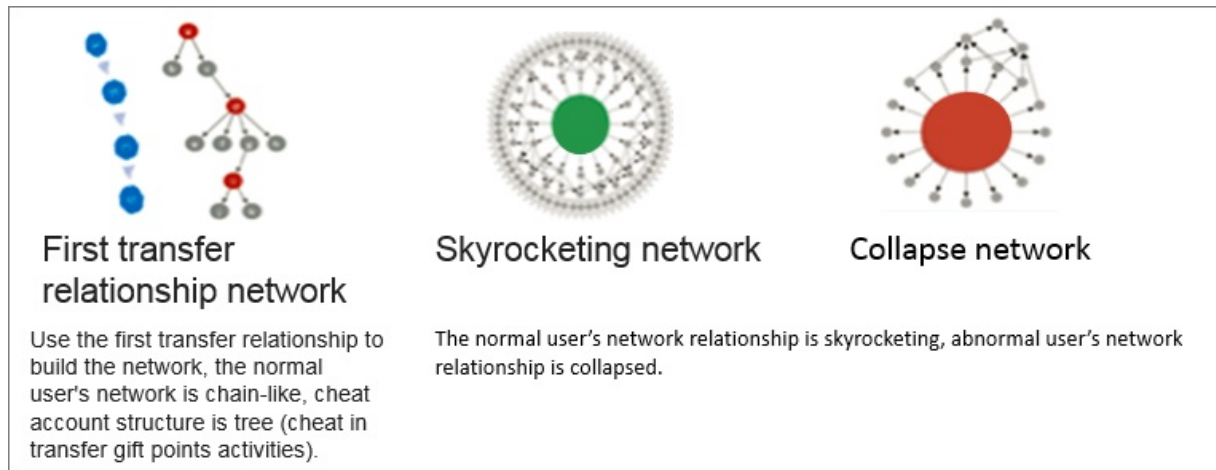 First transfer
relationship network
Skyrocketing network
Collapse network
Use the first transfer relationship to
build the network, the normal
user's network is chain-like, cheat
account structure is tree (cheat in
transfer gift points activities).
The normal user’s network relationship is skyrocketing, abnormal user’s network
relationship is collapsed.